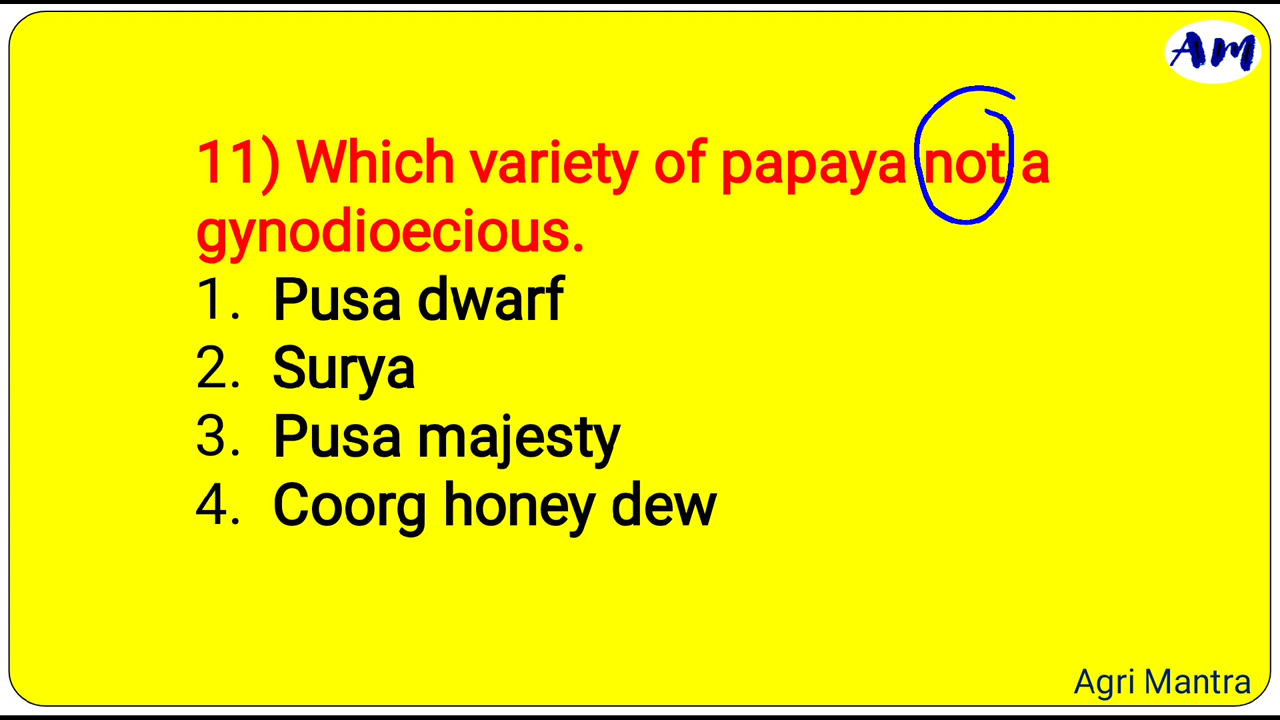 AM
11) Which variety of papaya not a
gynodioecious.
1. Pusa dwarf
2. Surya
3. Pusa majesty
4. Coorg honey dew
Agri Mantra